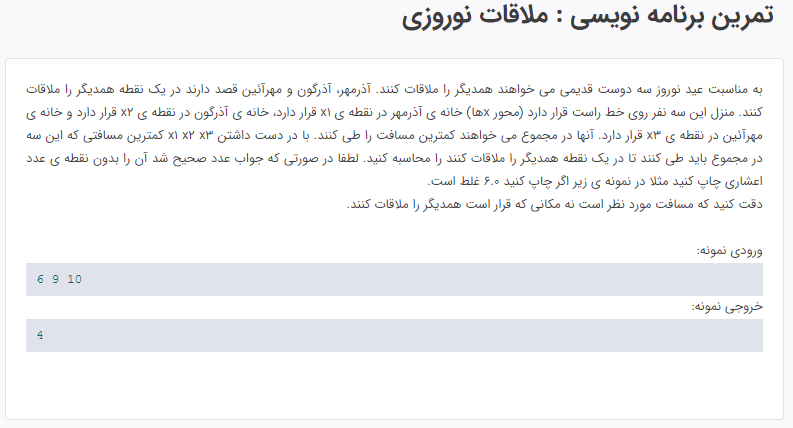 تمرین برنامه نویسی : ملاقات نوروزی
به مناسبت عید نوروز سه دوست قدیمی می خواهند همدیگر را ملاقات کنند. آذرمهر، آذرگون و مهرآئین قصد دارند در یک نقطه همدیگر را ملاقات
کنند. منزل این سه نفر روی خط راست قرار دارد (محور xها) خانه ی آذرمهر در نقطه ی x۱ قرار دارد، خانه ی آذرگون در نقطه ی x۲ قرار دارد و خانه ی
مهرآئین در نقطه ی x۳ قرار دارد. آنها در مجموع می خواهند کمترین مسافت را طی کنند. با در دست داشتن x۱ x۲ x۳ کمترین مسافتی که این سه
در مجموع باید طی کنند تا در یک نقطه همدیگر را ملاقات کنند را محاسبه کنید. لطفا در صورتی که جواب عدد صحیح شد آن را بدون نقطه ی عدد
اعشاری چاپ کنید مثلا در نمونه ی زیر اگر چاپ کنید ۶.۰ غلط است.
دقت کنید که مسافت مورد نظر است نه مکانی که قرار است همدیگر را ملاقات کنند.
ورودی نمونه:
6 9 10
خروجی نمونه:
4